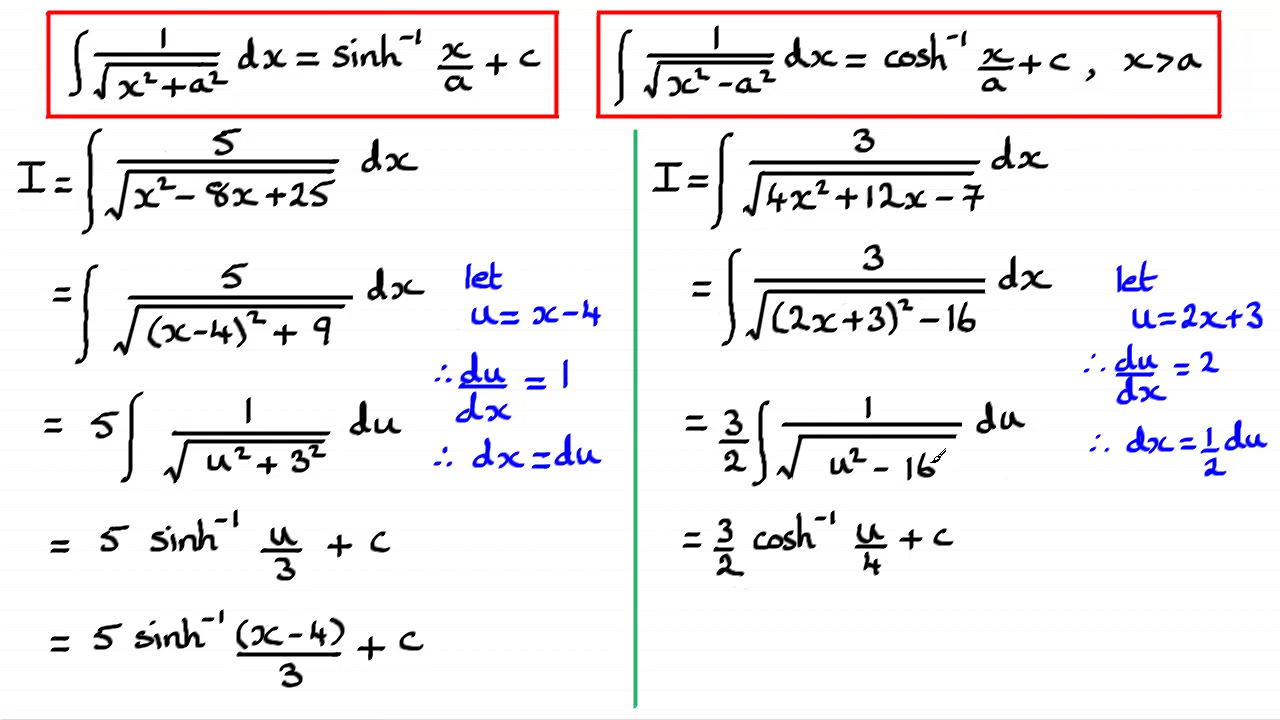 ∫ 1/√(x² + a²) dx = sinh⁻¹ x/a + c
∫ 1/√(x² − a²) dx = cosh⁻¹ x/a + c , x > a
I = ∫ 5/√(x² − 8x + 25) dx
= ∫ 5/√((x−4)² + 9) dx
let
u = x − 4
∴ du/dx = 1
= 5 ∫ 1/√(u² + 3²) du
∴ dx = du
= 5 sinh⁻¹ u/3 + c
= 5 sinh⁻¹ (x−4)/3 + c
I = ∫ 3/√(4x² + 12x − 7) dx
= ∫ 3/√((2x+3)² − 16) dx
let
u = 2x + 3
∴ du/dx = 2
= 3/2 ∫ 1/√(u² − 16) du
∴ dx = 1/2 du
= 3/2 cosh⁻¹ u/4 + c